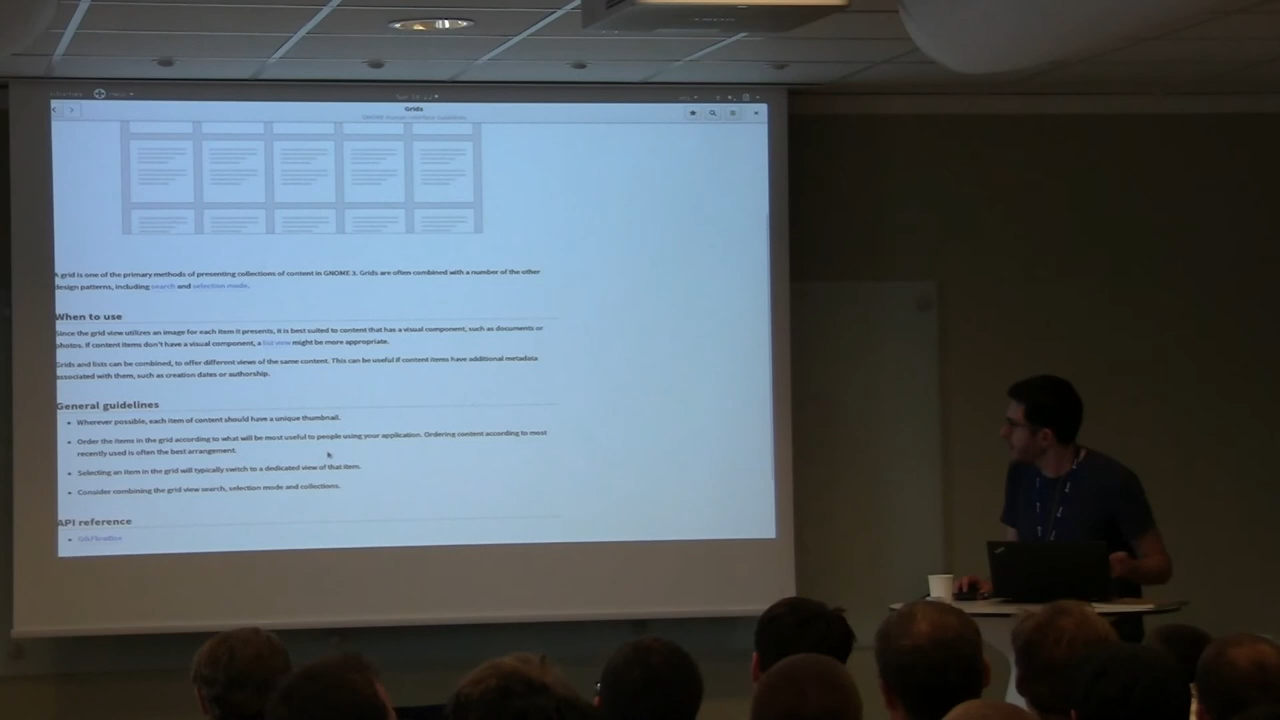 Grids
GNOME Human Interface Guidelines
A grid is one of the primary methods of presenting collections of content in GNOME 3. Grids are often combined with a number of the other
design patterns, including search and selection mode.
When to use
Since the grid view utilizes an image for each item it presents, it is best suited to content that has a visual component, such as documents or
photos. If content items don't have a visual component, a list view might be more appropriate.
Grids and lists can be combined, to offer different views of the same content. This can be useful if content items have additional metadata
associated with them, such as creation dates or authorship.
General guidelines
Wherever possible, each item of content should have a unique thumbnail.
Order the items in the grid according to what will be most useful to people using your application. Ordering content according to most
recently used is often the best arrangement.
Selecting an item in the grid will typically switch to a dedicated view of that item.
Consider combining the grid view search, selection mode and collections.
API reference
GtkFlowBox